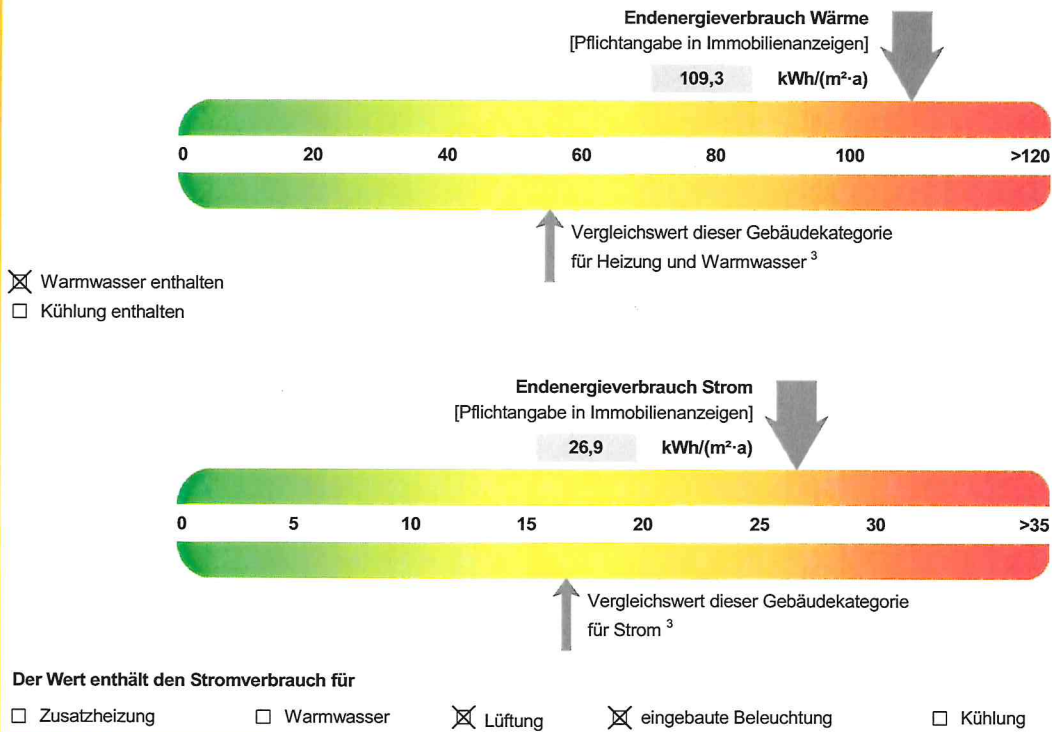 Endenergieverbrauch Wärme
[Pflichtangabe in Immobilienanzeigen]
109,3 kWh/(m²·a)
0 20 40 60 80 100 >120
Vergleichswert dieser Gebäudekategorie
für Heizung und Warmwasser ³
☒ Warmwasser enthalten
☐ Kühlung enthalten
Endenergieverbrauch Strom
[Pflichtangabe in Immobilienanzeigen]
26,9 kWh/(m²·a)
0 5 10 15 20 25 30 >35
Vergleichswert dieser Gebäudekategorie
für Strom ³
Der Wert enthält den Stromverbrauch für
☐ Zusatzheizung ☐ Warmwasser ☒ Lüftung ☒ eingebaute Beleuchtung ☐ Kühlung